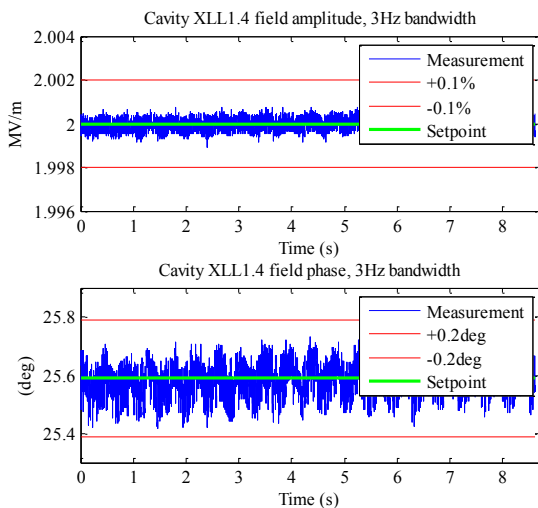 Cavity XLL1.4 field amplitude, 3Hz bandwidth
2.004
2.002
2
1.998
1.996
MV/m
Measurement
+0.1%
-0.1%
Setpoint
0 1 2 3 4 5 6 7 8
Time (s)
Cavity XLL1.4 field phase, 3Hz bandwidth
25.8
25.6
25.4
(deg)
Measurement
+0.2deg
-0.2deg
Setpoint
0 1 2 3 4 5 6 7 8
Time (s)